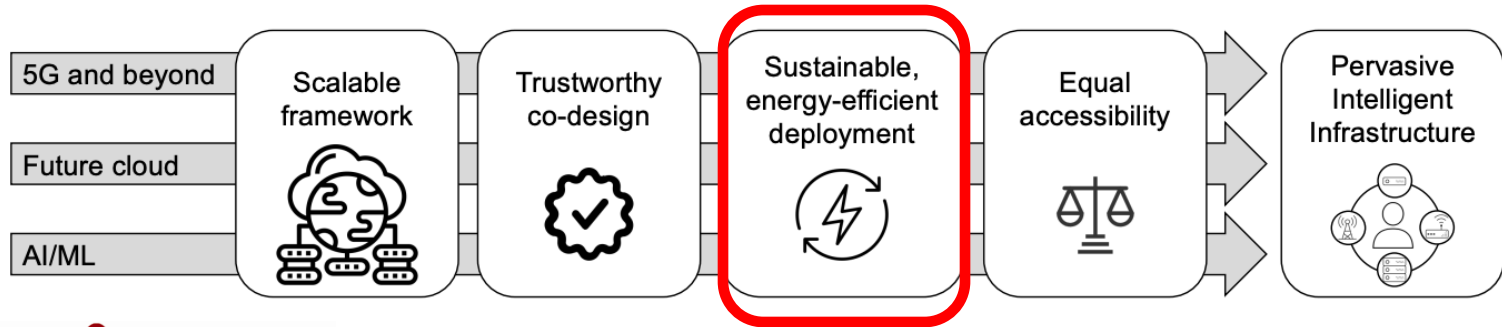 5G and beyond
Future cloud
AI/ML
Scalable
framework
Trustworthy
co-design
Sustainable,
energy-efficient
deployment
Equal
accessibility
Pervasive
Intelligent
Infrastructure